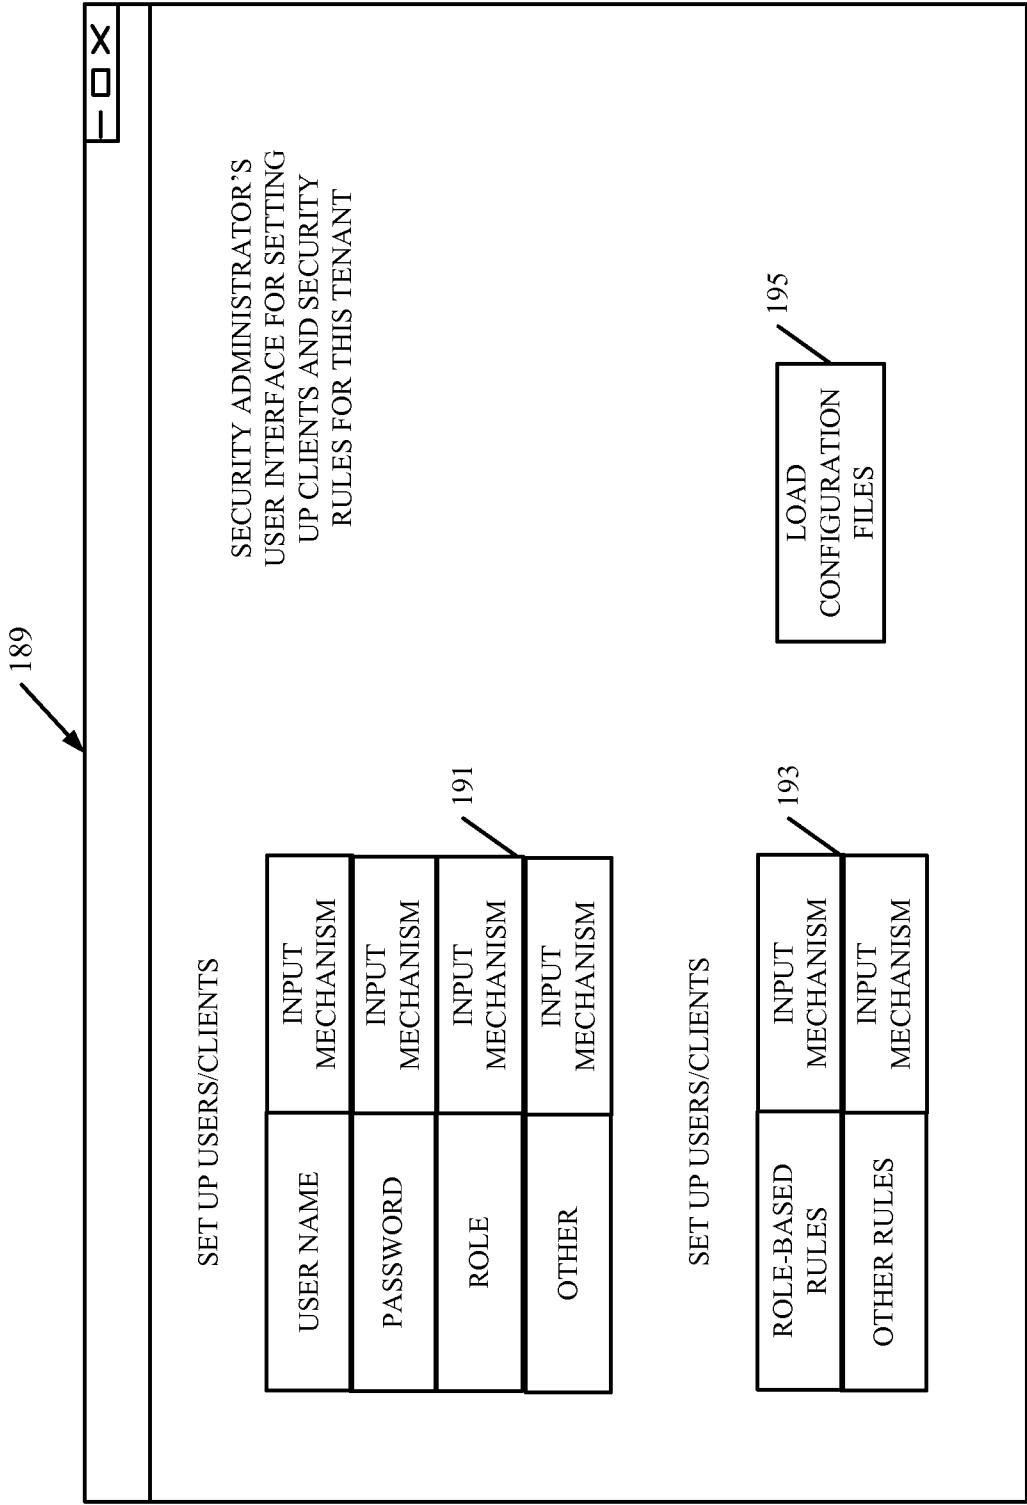 189
SECURITY ADMINISTRATOR'S
USER INTERFACE FOR SETTING
UP CLIENTS AND SECURITY
RULES FOR THIS TENANT
SET UP USERS/CLIENTS
USER NAME
INPUT
MECHANISM
PASSWORD
INPUT
MECHANISM
ROLE
INPUT
MECHANISM
191
OTHER
INPUT
MECHANISM
SET UP USERS/CLIENTS
ROLE-BASED
RULES
INPUT
MECHANISM
193
OTHER RULES
INPUT
MECHANISM
195
LOAD
CONFIGURATION
FILES